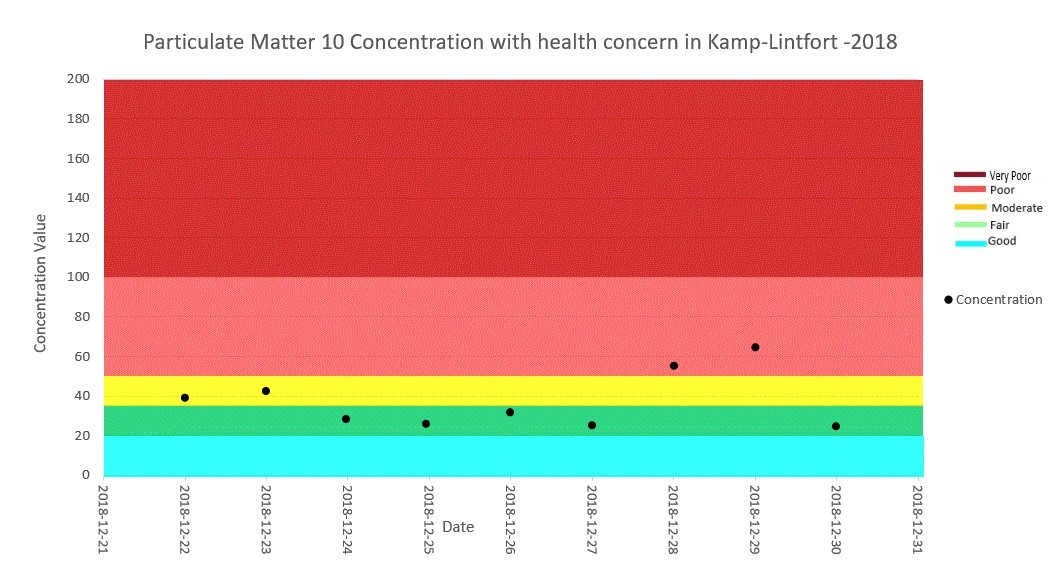 Particulate Matter 10 Concentration with health concern in Kamp-Lintfort -2018
200
180
160
140
120
100
80
60
40
20
0
Concentration Value
2018-12-21
2018-12-22
2018-12-23
2018-12-24
2018-12-25
2018-12-26
2018-12-27
2018-12-28
2018-12-29
2018-12-30
2018-12-31
Date
Very Poor
Poor
Moderate
Fair
Good
Concentration